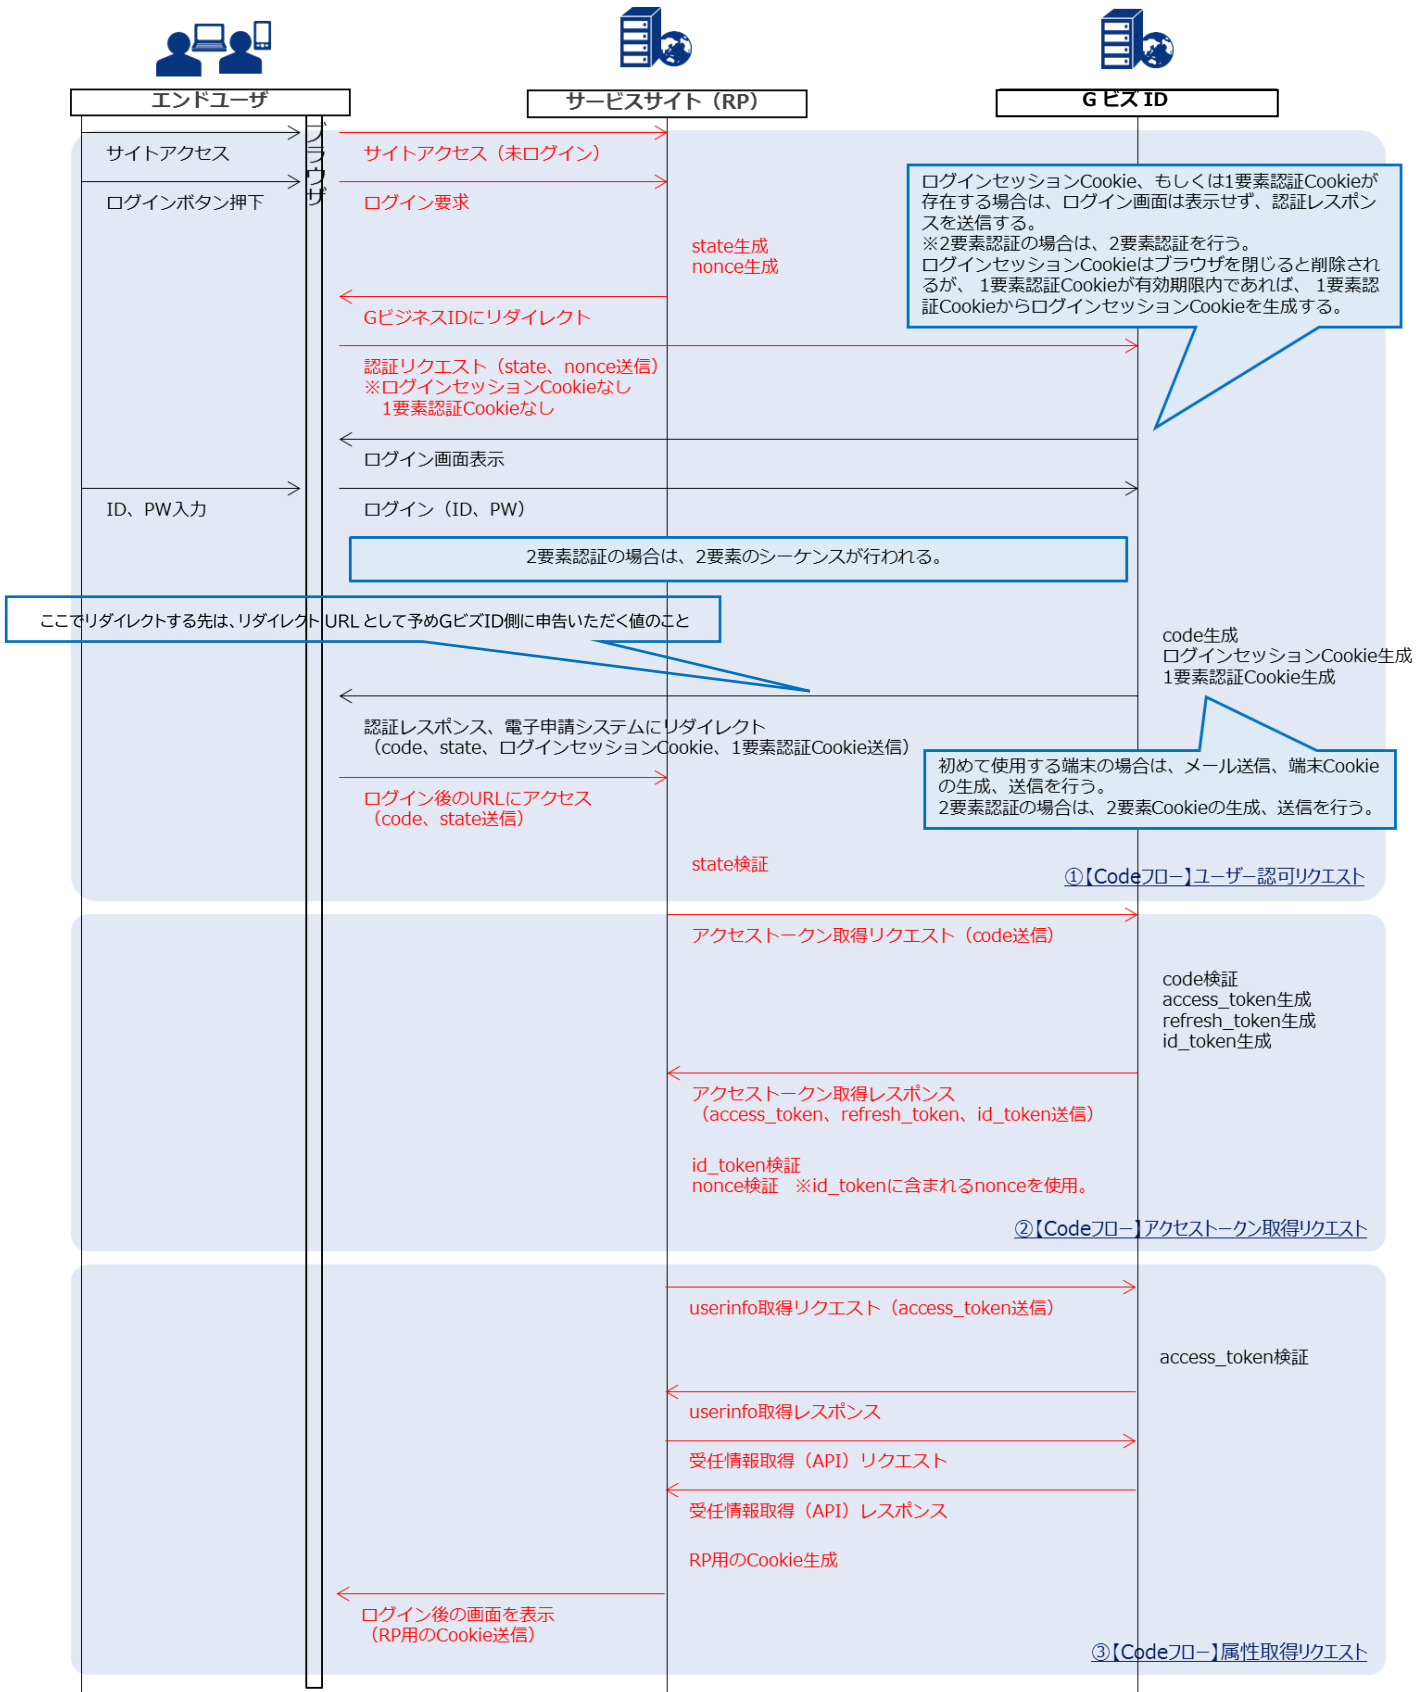 エンドユーザ
サービスサイト（RP）
G ビズ ID
ブラウザ
サイトアクセス
サイトアクセス（未ログイン）
ログインボタン押下
ログイン要求
ログインセッションCookie、もしくは1要素認証Cookieが
存在する場合は、ログイン画面は表示せず、認証レスポン
スを送信する。
※2要素認証の場合は、2要素認証を行う。
ログインセッションCookieはブラウザを閉じると削除され
るが、 1要素認証Cookieが有効期限内であれば、 1要素認
証CookieからログインセッションCookieを生成する。
state生成
nonce生成
GビジネスIDにリダイレクト
認証リクエスト（state、nonce送信）
※ログインセッションCookieなし
1要素認証Cookieなし
ログイン画面表示
ID、PW入力
ログイン（ID、PW）
2要素認証の場合は、2要素のシーケンスが行われる。
ここでリダイレクトする先は、リダイレクト URL として予めGビズID側に申告いただく値のこと
code生成
ログインセッションCookie生成
1要素認証Cookie生成
認証レスポンス、電子申請システムにリダイレクト
（code、state、ログインセッションCookie、1要素認証Cookie送信）
初めて使用する端末の場合は、メール送信、端末Cookie
の生成、送信を行う。
2要素認証の場合は、2要素Cookieの生成、送信を行う。
ログイン後のURLにアクセス
（code、state送信）
state検証
①【Codeフロー】ユーザー認可リクエスト
アクセストークン取得リクエスト（code送信）
code検証
access_token生成
refresh_token生成
id_token生成
アクセストークン取得レスポンス
（access_token、refresh_token、id_token送信）
id_token検証
nonce検証　※id_tokenに含まれるnonceを使用。
②【Codeフロー】アクセストークン取得リクエスト
userinfo取得リクエスト（access_token送信）
access_token検証
userinfo取得レスポンス
受任情報取得（API）リクエスト
受任情報取得（API）レスポンス
RP用のCookie生成
ログイン後の画面を表示
（RP用のCookie送信）
③【Codeフロー】属性取得リクエスト